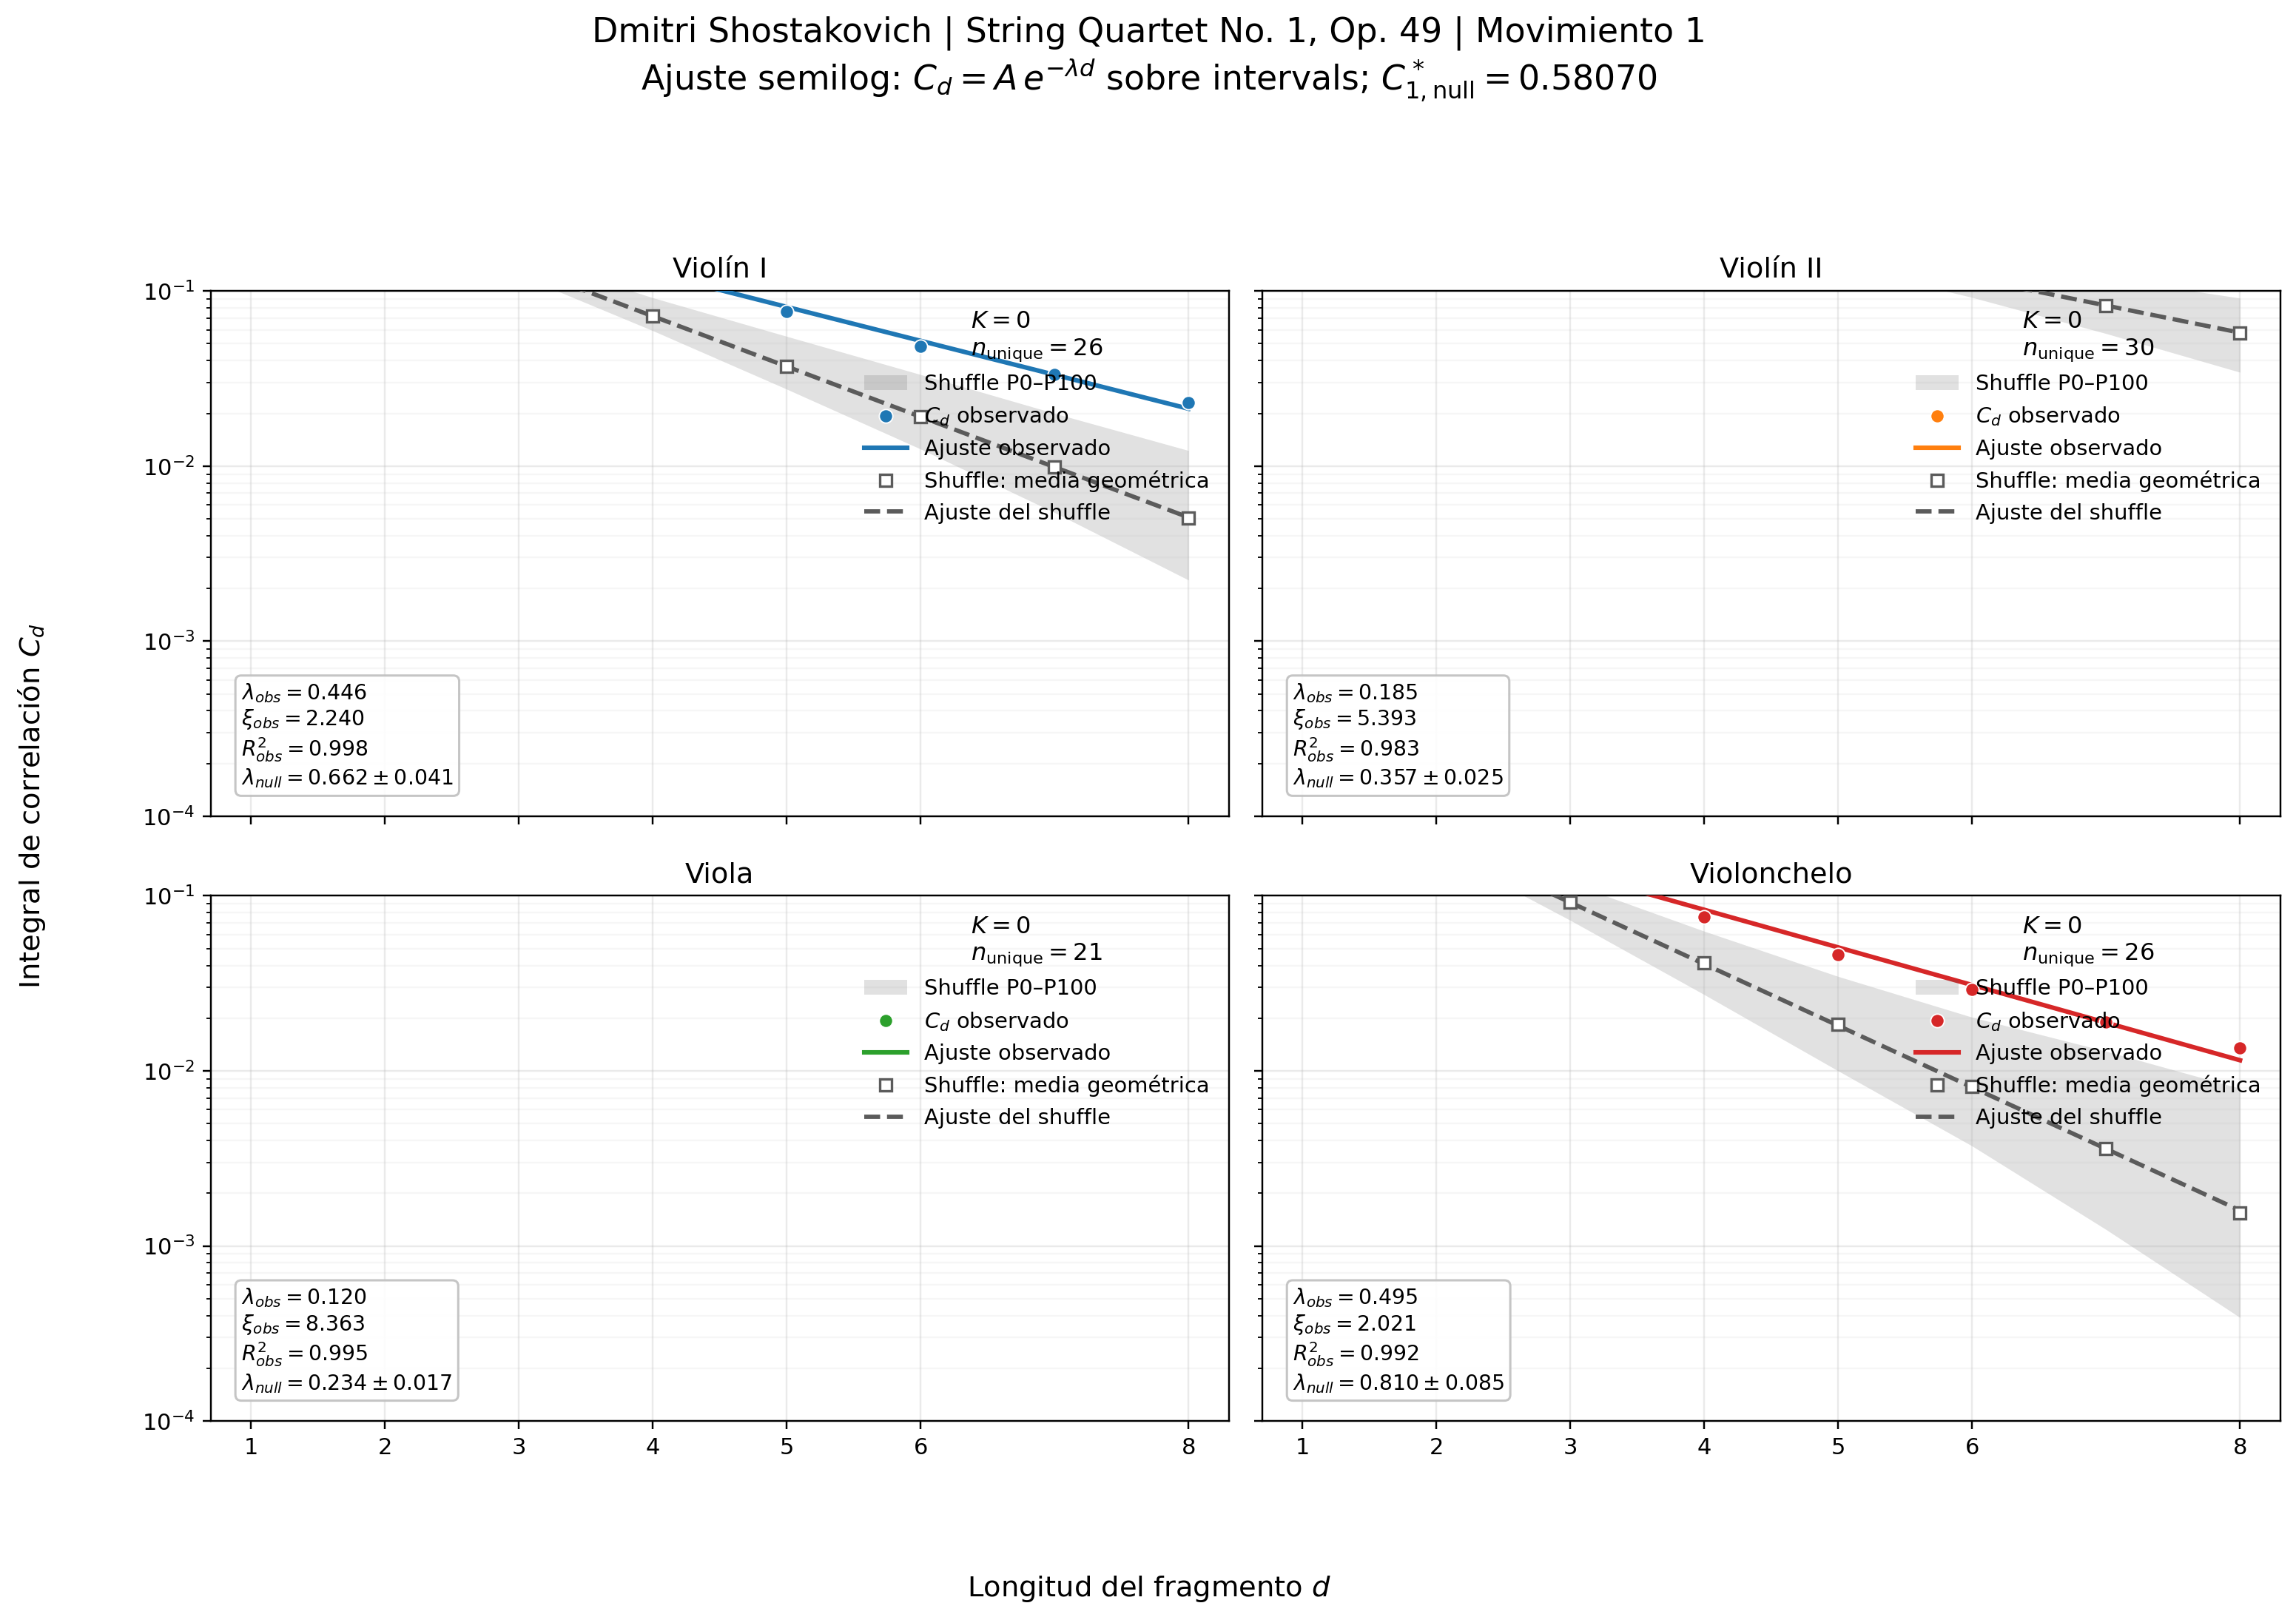 Dmitri Shostakovich | String Quartet No. 1, Op. 49 | Movimiento 1
Ajuste semilog: $C_d = A\,e^{-\lambda d}$ sobre intervals; $C^*_{1,\mathrm{null}} = 0.58070$
Integral de correlación $C_d$
Violín I
10⁻¹
10⁻²
10⁻³
10⁻⁴
K = 0
n_unique = 26
Shuffle P0–P100
C_d observado
Ajuste observado
Shuffle: media geométrica
Ajuste del shuffle
λ_obs = 0.446
ξ_obs = 2.240
R²_obs = 0.998
λ_null = 0.662 ± 0.041
Violín II
K = 0
n_unique = 30
Shuffle P0–P100
C_d observado
Ajuste observado
Shuffle: media geométrica
Ajuste del shuffle
λ_obs = 0.185
ξ_obs = 5.393
R²_obs = 0.983
λ_null = 0.357 ± 0.025
Viola
10⁻¹
10⁻²
10⁻³
10⁻⁴
K = 0
n_unique = 21
Shuffle P0–P100
C_d observado
Ajuste observado
Shuffle: media geométrica
Ajuste del shuffle
λ_obs = 0.120
ξ_obs = 8.363
R²_obs = 0.995
λ_null = 0.234 ± 0.017
1 2 3 4 5 6 8
Violonchelo
K = 0
n_unique = 26
Shuffle P0–P100
C_d observado
Ajuste observado
Shuffle: media geométrica
Ajuste del shuffle
λ_obs = 0.495
ξ_obs = 2.021
R²_obs = 0.992
λ_null = 0.810 ± 0.085
1 2 3 4 5 6 8
Longitud del fragmento d